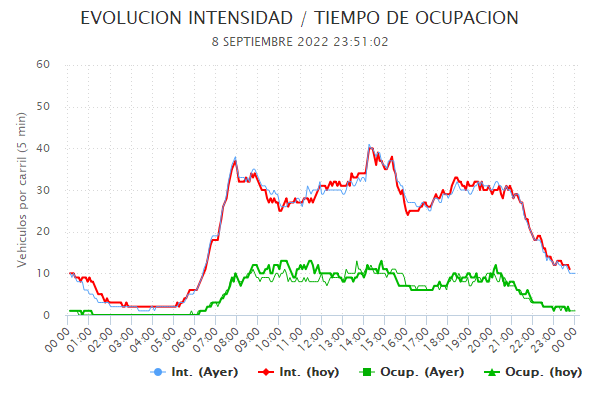 EVOLUCION INTENSIDAD / TIEMPO DE OCUPACION
8 SEPTIEMBRE 2022 23:51:02
Vehiculos por carril (5 min)
60
50
40
30
20
10
0
00:00 01:00 02:00 03:00 04:00 05:00 06:00 07:00 08:00 09:00 10:00 11:00 12:00 13:00 14:00 15:00 16:00 17:00 18:00 19:00 20:00 21:00 22:00 23:00 00:00
Int. (Ayer) Int. (hoy) Ocup. (Ayer) Ocup. (hoy)